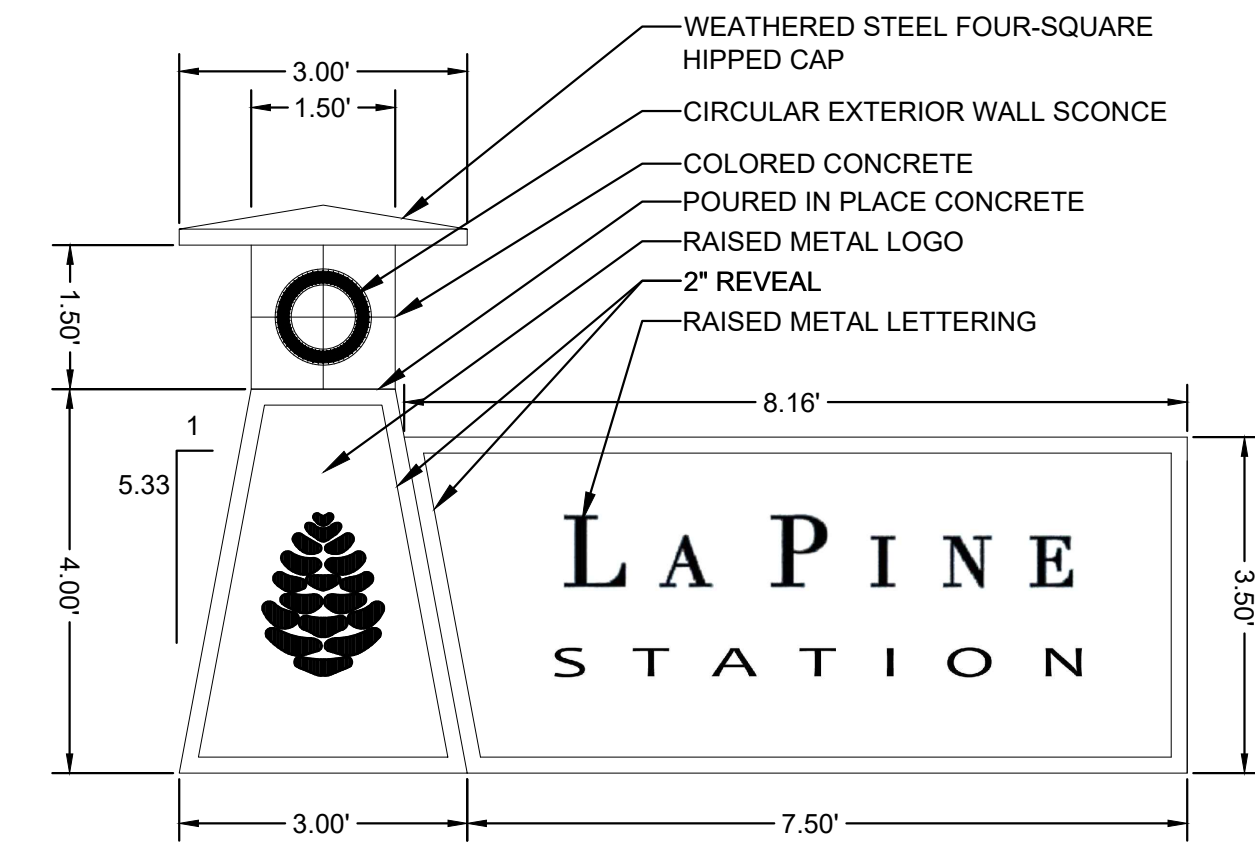 WEATHERED STEEL FOUR-SQUARE
HIPPED CAP
3.00'
1.50'
CIRCULAR EXTERIOR WALL SCONCE
COLORED CONCRETE
POURED IN PLACE CONCRETE
RAISED METAL LOGO
2" REVEAL
RAISED METAL LETTERING
1.50'
8.16'
1
5.33
4.00'
LA PINE
STATION
3.50'
3.00'
7.50'